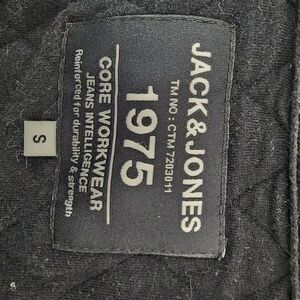 JACK&JONES
TM NO : CTM 7203011
1975
CORE WORKWEAR
JEANS INTELLIGENCE
Reinforced for durability & strength
S